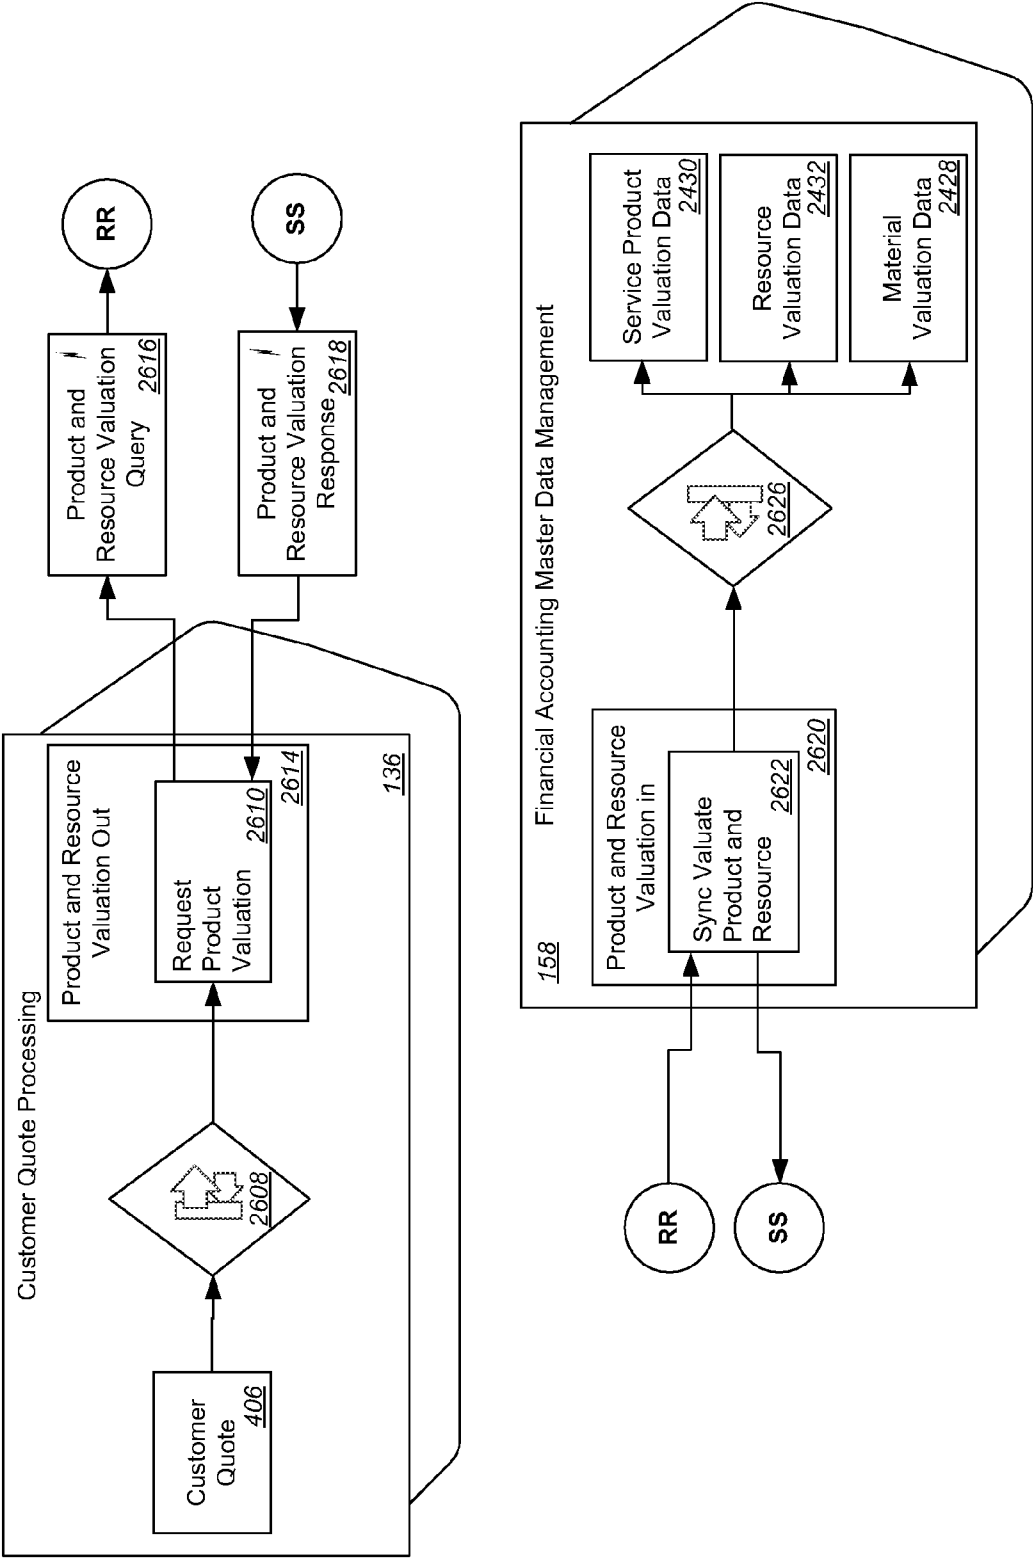 Customer Quote Processing
Customer
Quote
406
2608
Product and Resource
Valuation Out
Request
Product
Valuation
2610
2614
136
Product and
Resource Valuation
Query
2616
RR
Product and
Resource Valuation
Response
2618
SS
Financial Accounting Master Data Management
158
RR
SS
Product and Resource
Valuation in
Sync Valuate
Product and
Resource
2622
2620
2626
Service Product
Valuation Data
2430
Resource
Valuation Data
2432
Material
Valuation Data
2428